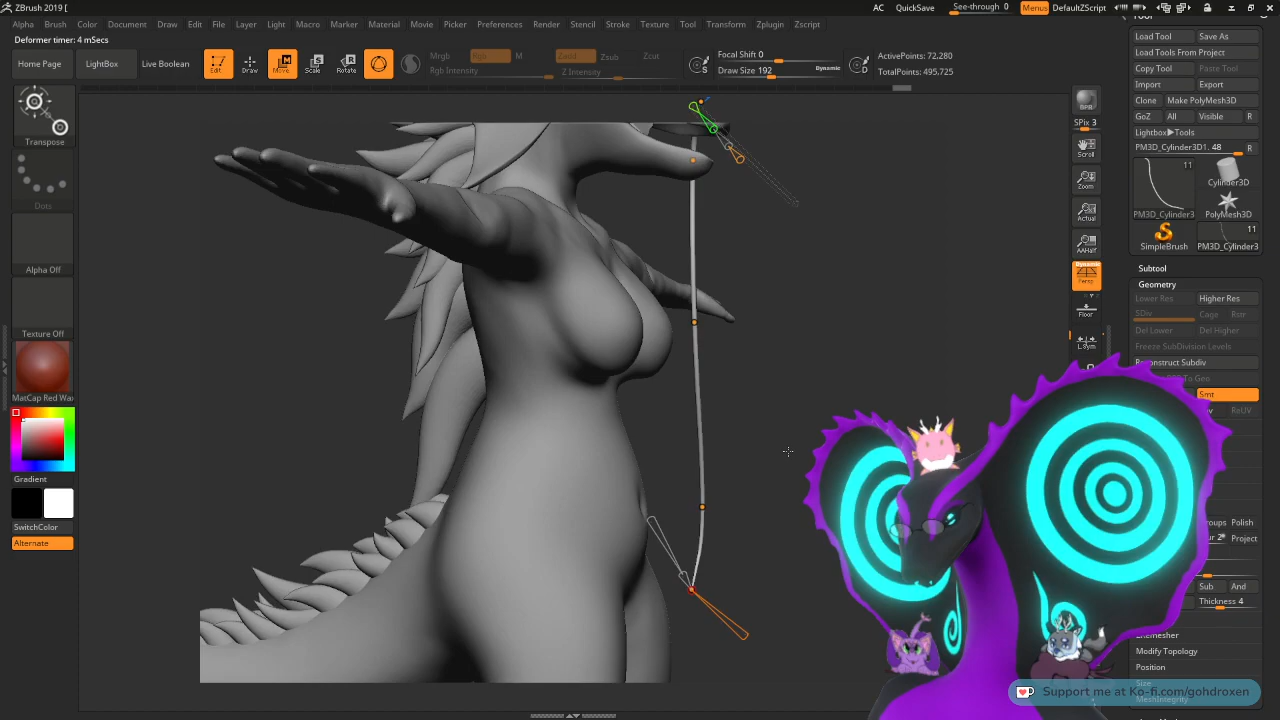 ZBrush 2019 [
AC QuickSave See-through 0 Menus DefaultZScript
Alpha Brush Color Document Draw Edit File Layer Light Macro Marker Material Movie Picker Preferences Render Stencil Stroke Texture Tool Transform Zplugin Zscript
Deformer timer: 4 mSecs
Home Page LightBox Live Boolean Edit Draw Move Scale Rotate
Mrgb Rgb M
Rgb Intensity
Zadd Zsub Zcut
Z Intensity
Focal Shift 0
Draw Size 192 Dynamic
ActivePoints: 72,280
TotalPoints: 495,725
Transpose
Dots
Alpha Off
Texture Off
MatCap Red Wax
Gradient
SwitchColor
Alternate
BPR
SPix 3
Scroll
Zoom
Actual
AAHalf
Dynamic
Persp
Floor
L.Sym
Tool
Load Tool Save As
Load Tools From Project
Copy Tool Paste Tool
Import Export
Clone Make PolyMesh3D
GoZ All Visible R
Lightbox▶Tools
PM3D_Cylinder3D1. 48 R
11
Cylinder3D
PM3D_Cylinder3 PolyMesh3D
11
SimpleBrush PM3D_Cylinder3
Subtool
Geometry
Lower Res Higher Res
SDiv Cage Rstr
Del Lower Del Higher
Freeze SubDivision Levels
Reconstruct Subdiv
To Geo
Smt
ReUV
Polish
Project
Sub And
Thickness 4
Modify Topology
Position
MeshIntegrity
Support me at Ko-fi.com/gohdroxen